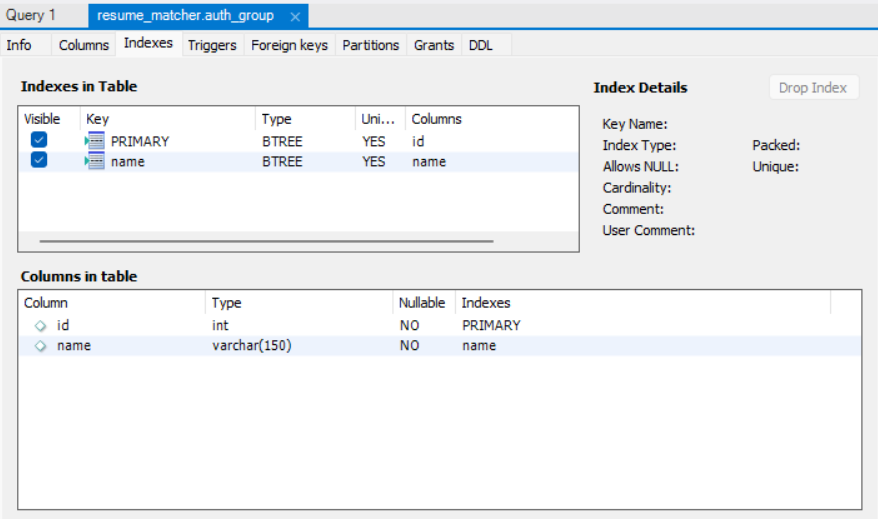 Query 1 resume_matcher.auth_group ×
Info Columns Indexes Triggers Foreign keys Partitions Grants DDL
Indexes in Table
Visible Key Type Uni... Columns
PRIMARY BTREE YES id
name BTREE YES name
Index Details Drop Index
Key Name:
Index Type: Packed:
Allows NULL: Unique:
Cardinality:
Comment:
User Comment:
Columns in table
Column Type Nullable Indexes
id int NO PRIMARY
name varchar(150) NO name